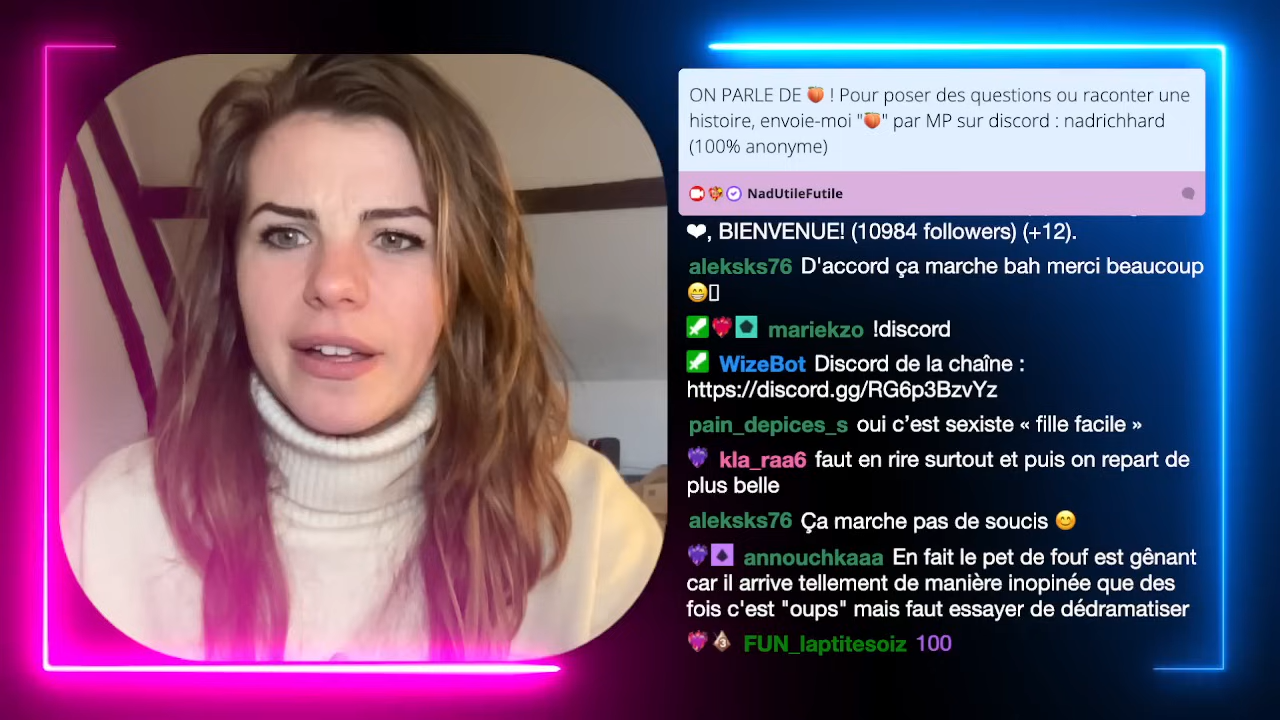 ON PARLE DE 🍑 ! Pour poser des questions ou raconter une
histoire, envoie-moi "🍑" par MP sur discord : nadrichhard
(100% anonyme)
NadUtileFutile
❤, BIENVENUE! (10984 followers) (+12).
aleksks76 D'accord ça marche bah merci beaucoup
😁
mariekzo !discord
WizeBot Discord de la chaîne :
https://discord.gg/RG6p3BzvYz
pain_depices_s oui c’est sexiste « fille facile »
kla_raa6 faut en rire surtout et puis on repart de
plus belle
aleksks76 Ça marche pas de soucis 😊
annouchkaaa En fait le pet de fouf est gênant
car il arrive tellement de manière inopinée que des
fois c'est "oups" mais faut essayer de dédramatiser
FUN_laptitesoiz 100